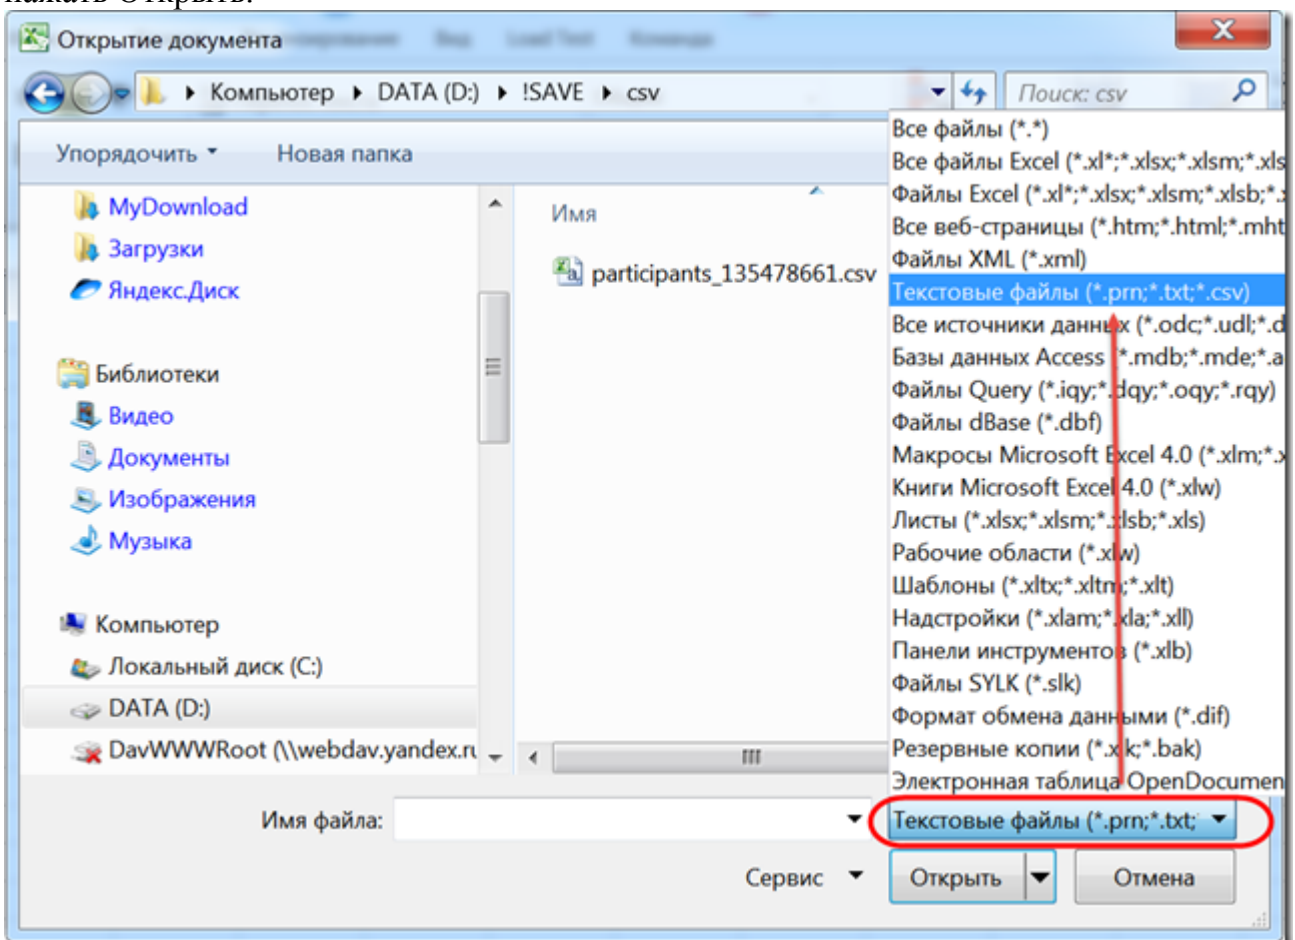 нажать Открыть.
Открытие документа
Вид Load Test Команда
Компьютер DATA (D:) !SAVE csv
Поиск: csv
Упорядочить Новая папка
MyDownload
Загрузки
Яндекс.Диск
Библиотеки
Видео
Документы
Изображения
Музыка
Компьютер
Локальный диск (C:)
DATA (D:)
DavWWWRoot (\\webdav.yandex.ru
Имя
participants_135478661.csv
Все файлы (*.*)
Все файлы Excel (*.xl*;*.xlsx;*.xlsm;*.xls
Файлы Excel (*.xl*;*.xlsx;*.xlsm;*.xlsb;*.x
Все веб-страницы (*.htm;*.html;*.mht
Файлы XML (*.xml)
Текстовые файлы (*.prn;*.txt;*.csv)
Все источники данных (*.odc;*.udl;*.d
Базы данных Access (*.mdb;*.mde;*.a
Файлы Query (*.iqy;*.dqy;*.oqy;*.rqy)
Файлы dBase (*.dbf)
Макросы Microsoft Excel 4.0 (*.xlm;*.x
Книги Microsoft Excel 4.0 (*.xlw)
Листы (*.xlsx;*.xlsm;*.xlsb;*.xls)
Рабочие области (*.xlw)
Шаблоны (*.xltx;*.xltm;*.xlt)
Надстройки (*.xlam;*.xla;*.xll)
Панели инструментов (*.xlb)
Файлы SYLK (*.slk)
Формат обмена данными (*.dif)
Резервные копии (*.xlk;*.bak)
Электронная таблица OpenDocumen
Имя файла:
Текстовые файлы (*.prn;*.txt;
Сервис
Открыть
Отмена